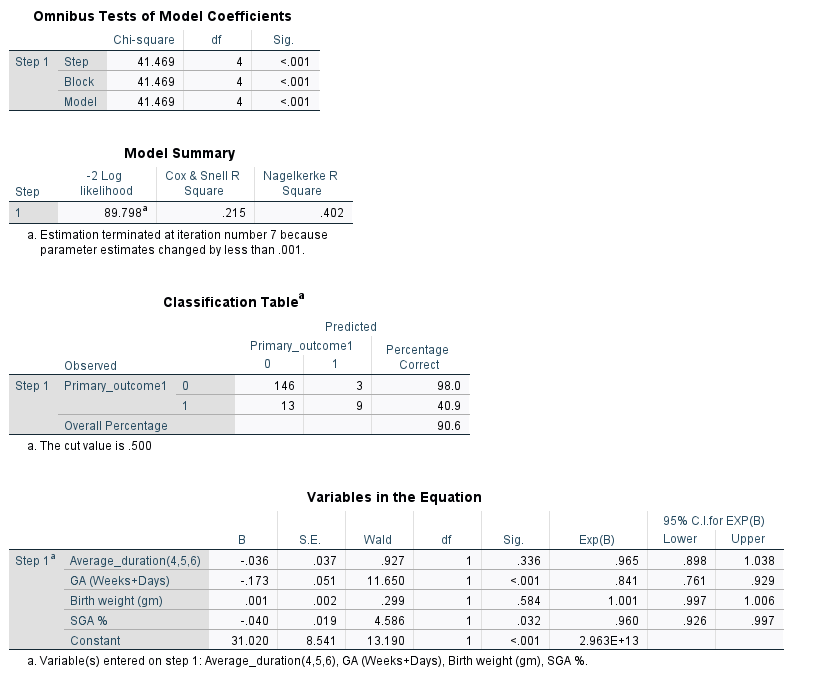 Omnibus Tests of Model Coefficients
Chi-square df Sig.
Step 1 Step 41.469 4 <.001
Block 41.469 4 <.001
Model 41.469 4 <.001
Model Summary
Step -2 Log likelihood Cox & Snell R Square Nagelkerke R Square
1 89.798a .215 .402
a. Estimation terminated at iteration number 7 because
parameter estimates changed by less than .001.
Classification Tablea
Predicted
Primary_outcome1 Percentage Correct
Observed 0 1
Step 1 Primary_outcome1 0 146 3 98.0
1 13 9 40.9
Overall Percentage 90.6
a. The cut value is .500
Variables in the Equation
95% C.I.for EXP(B)
B S.E. Wald df Sig. Exp(B) Lower Upper
Step 1a Average_duration(4,5,6) -.036 .037 .927 1 .336 .965 .898 1.038
GA (Weeks+Days) -.173 .051 11.650 1 <.001 .841 .761 .929
Birth weight (gm) .001 .002 .299 1 .584 1.001 .997 1.006
SGA % -.040 .019 4.586 1 .032 .960 .926 .997
Constant 31.020 8.541 13.190 1 <.001 2.963E+13
a. Variable(s) entered on step 1: Average_duration(4,5,6), GA (Weeks+Days), Birth weight (gm), SGA %.